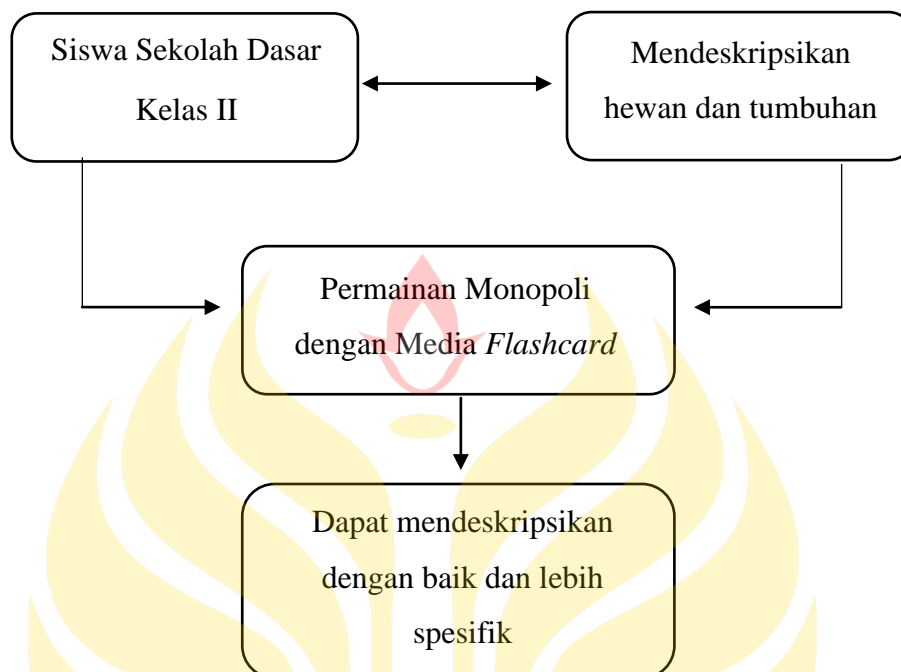 Siswa Sekolah Dasar
Kelas II
Mendeskripsikan
hewan dan tumbuhan
Permainan Monopoli
dengan Media Flashcard
Dapat mendeskripsikan
dengan baik dan lebih
spesifik